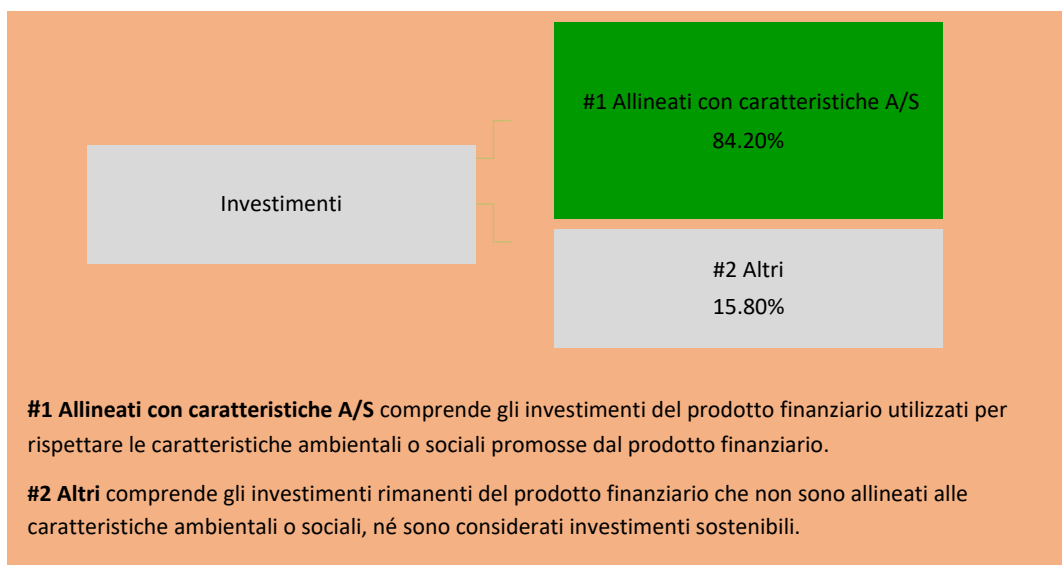 #1 Allineati con caratteristiche A/S
84.20%
Investimenti
#2 Altri
15.80%
#1 Allineati con caratteristiche A/S comprende gli investimenti del prodotto finanziario utilizzati per
rispettare le caratteristiche ambientali o sociali promosse dal prodotto finanziario.
#2 Altri comprende gli investimenti rimanenti del prodotto finanziario che non sono allineati alle
caratteristiche ambientali o sociali, né sono considerati investimenti sostenibili.